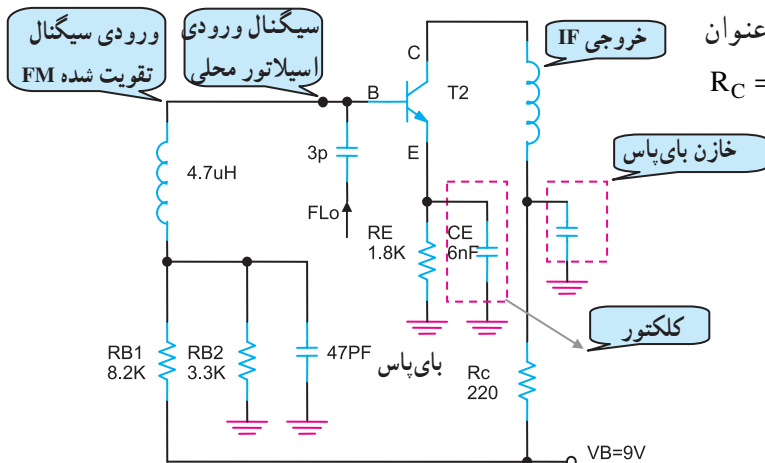 ورودی سیگنال
تقویت شده FM
سیگنال ورودی
اسیلاتور محلی
خروجی IF
عنوان
R_C =
C
B
T2
E
3p
4.7uH
FLo
خازن بای‌پاس
RE
1.8K
CE
6nF
کلکتور
RB1
8.2K
RB2
3.3K
47PF
بای‌پاس
Rc
220
VB=9V